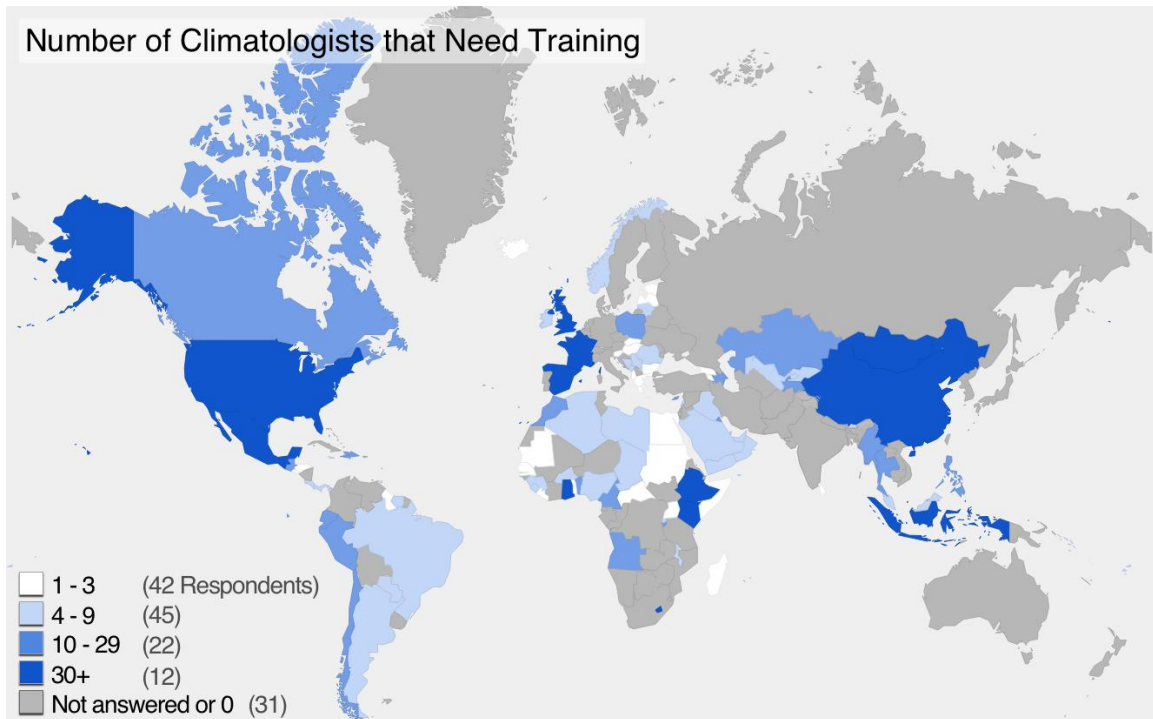 Number of Climatologists that Need Training
1 - 3 (42 Respondents)
4 - 9 (45)
10 - 29 (22)
30+ (12)
Not answered or 0 (31)